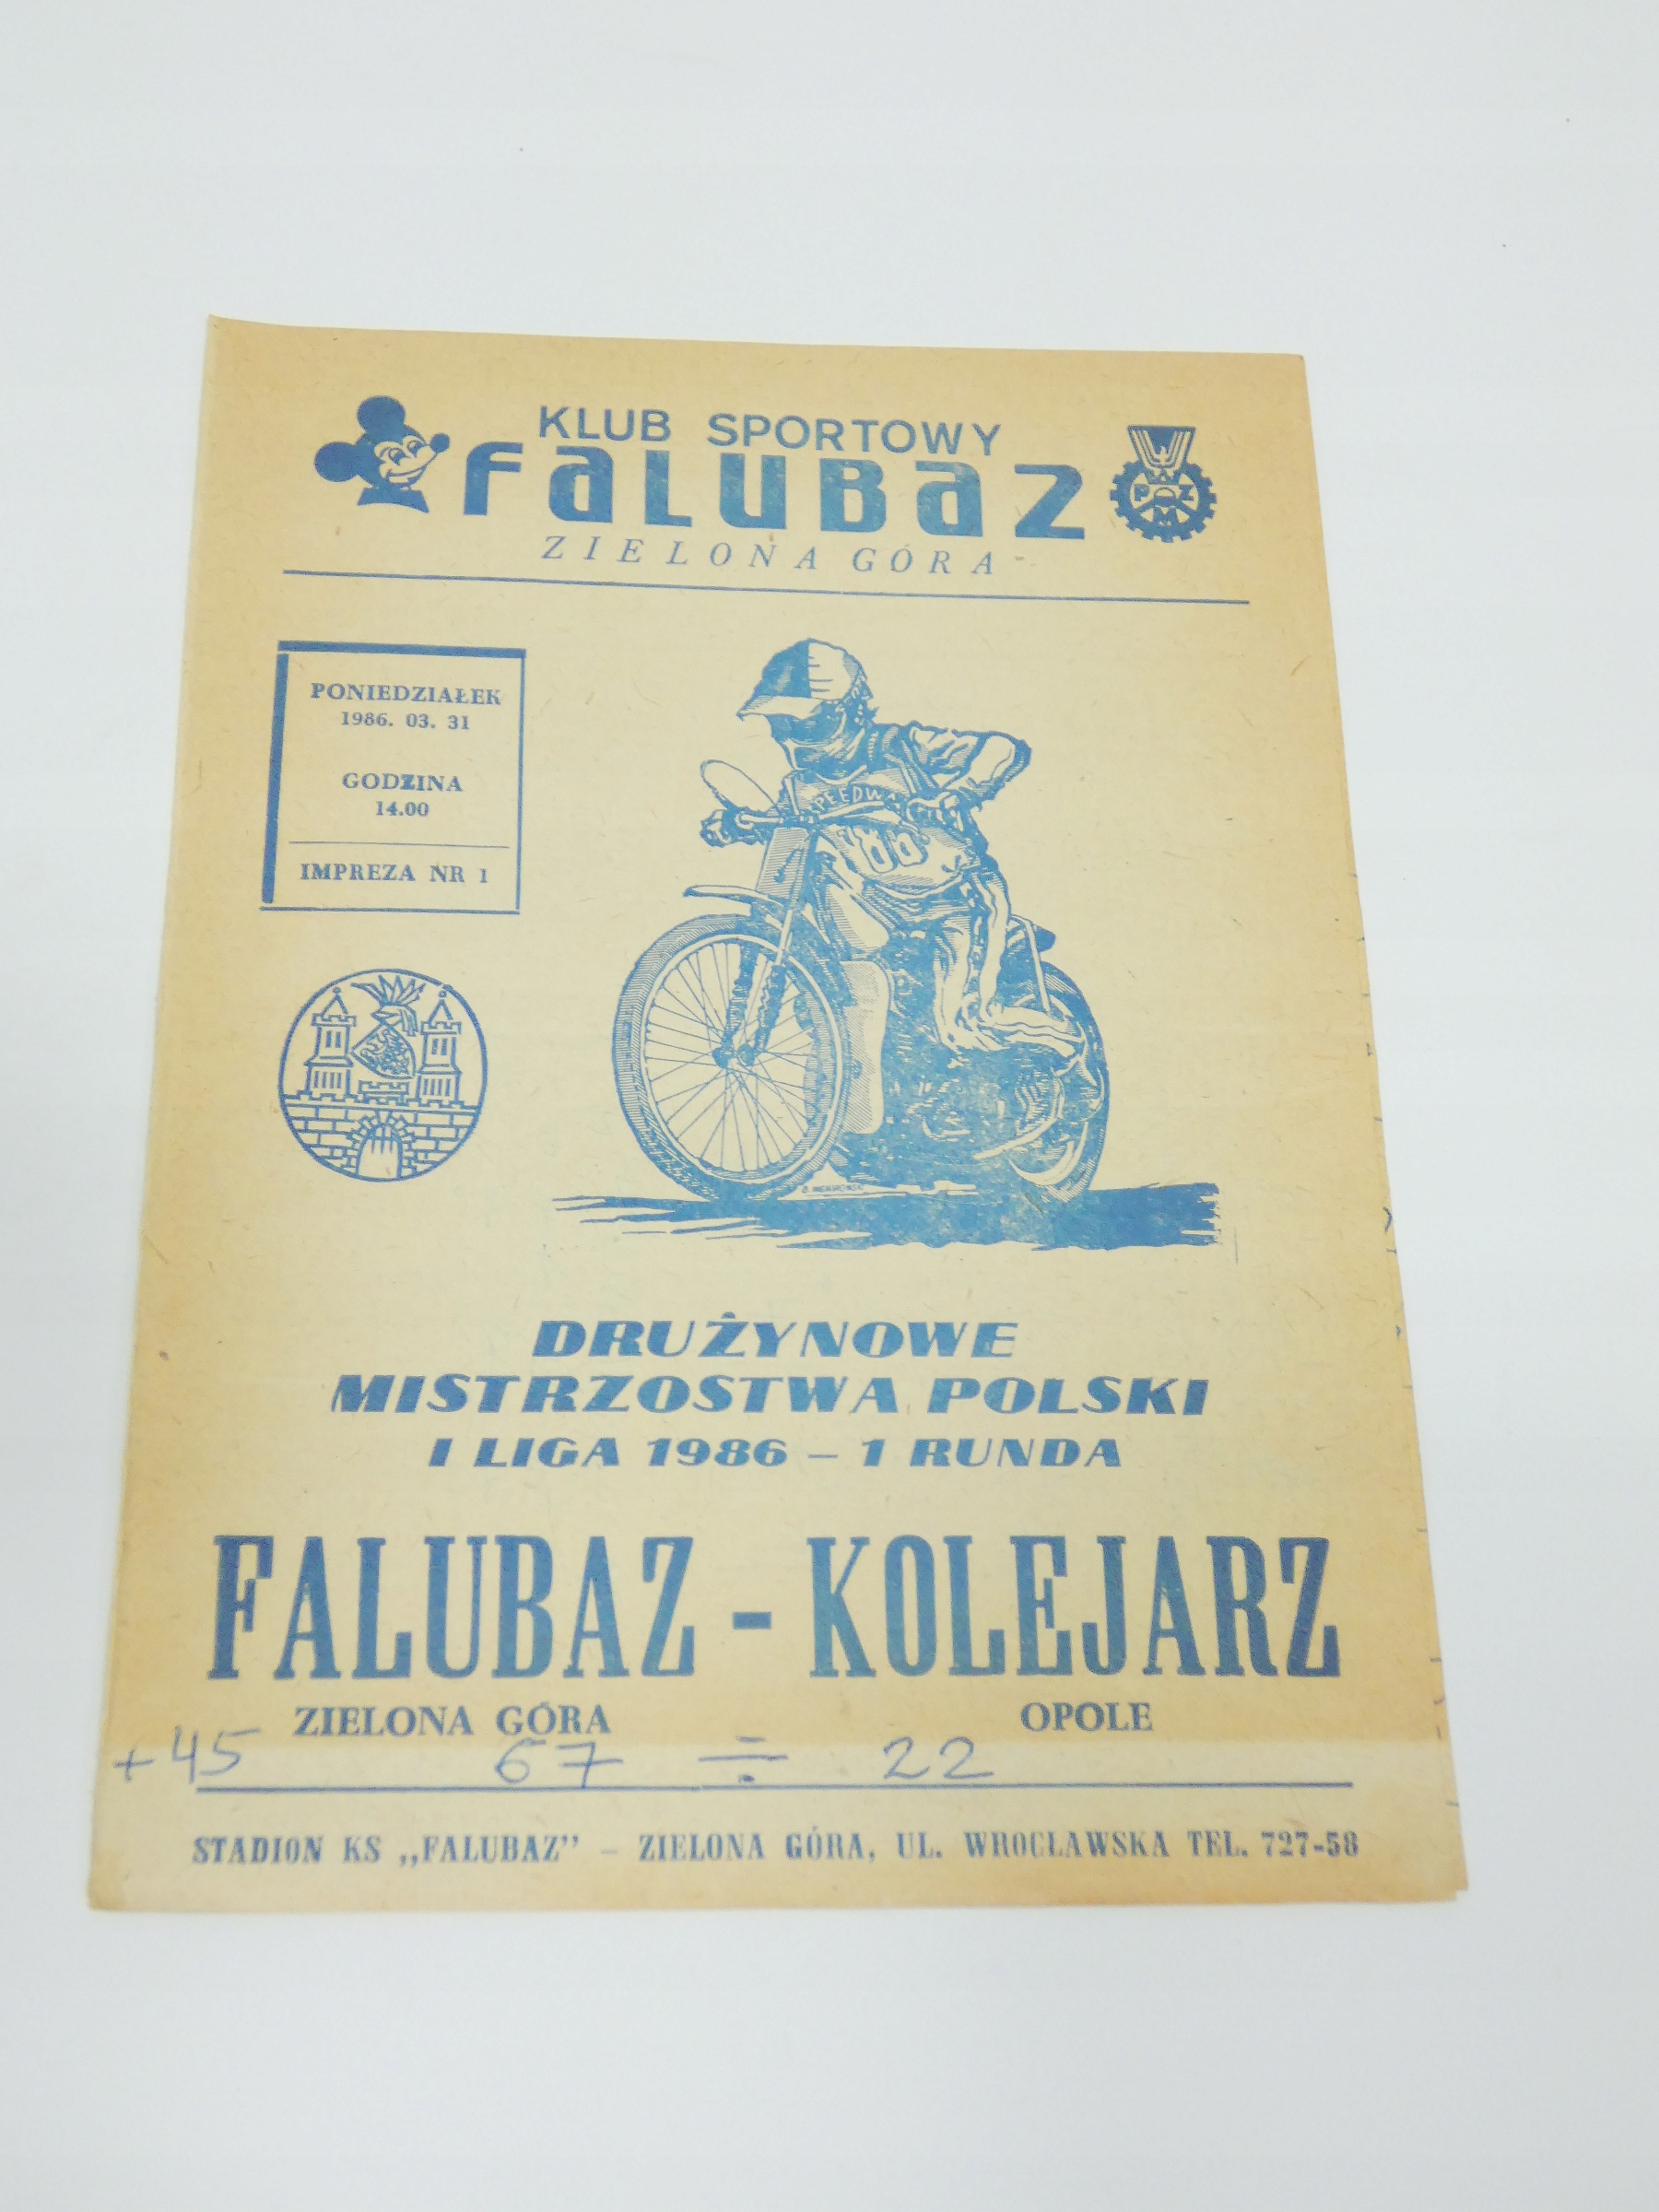 KLUB SPORTOWY
FALUBAZ
ZIELONA GÓRA
P Z
M
PONIEDZIAŁEK
1986. 03. 31
GODZINA
14.00
IMPREZA NR 1
SPEEDWA
DRUŻYNOWE
MISTRZOSTWA POLSKI
I LIGA 1986 – 1 RUNDA
FALUBAZ - KOLEJARZ
ZIELONA GÓRA OPOLE
+45 67 ÷ 22
STADION KS „FALUBAZ” – ZIELONA GÓRA, UL. WROCŁAWSKA TEL. 727-58